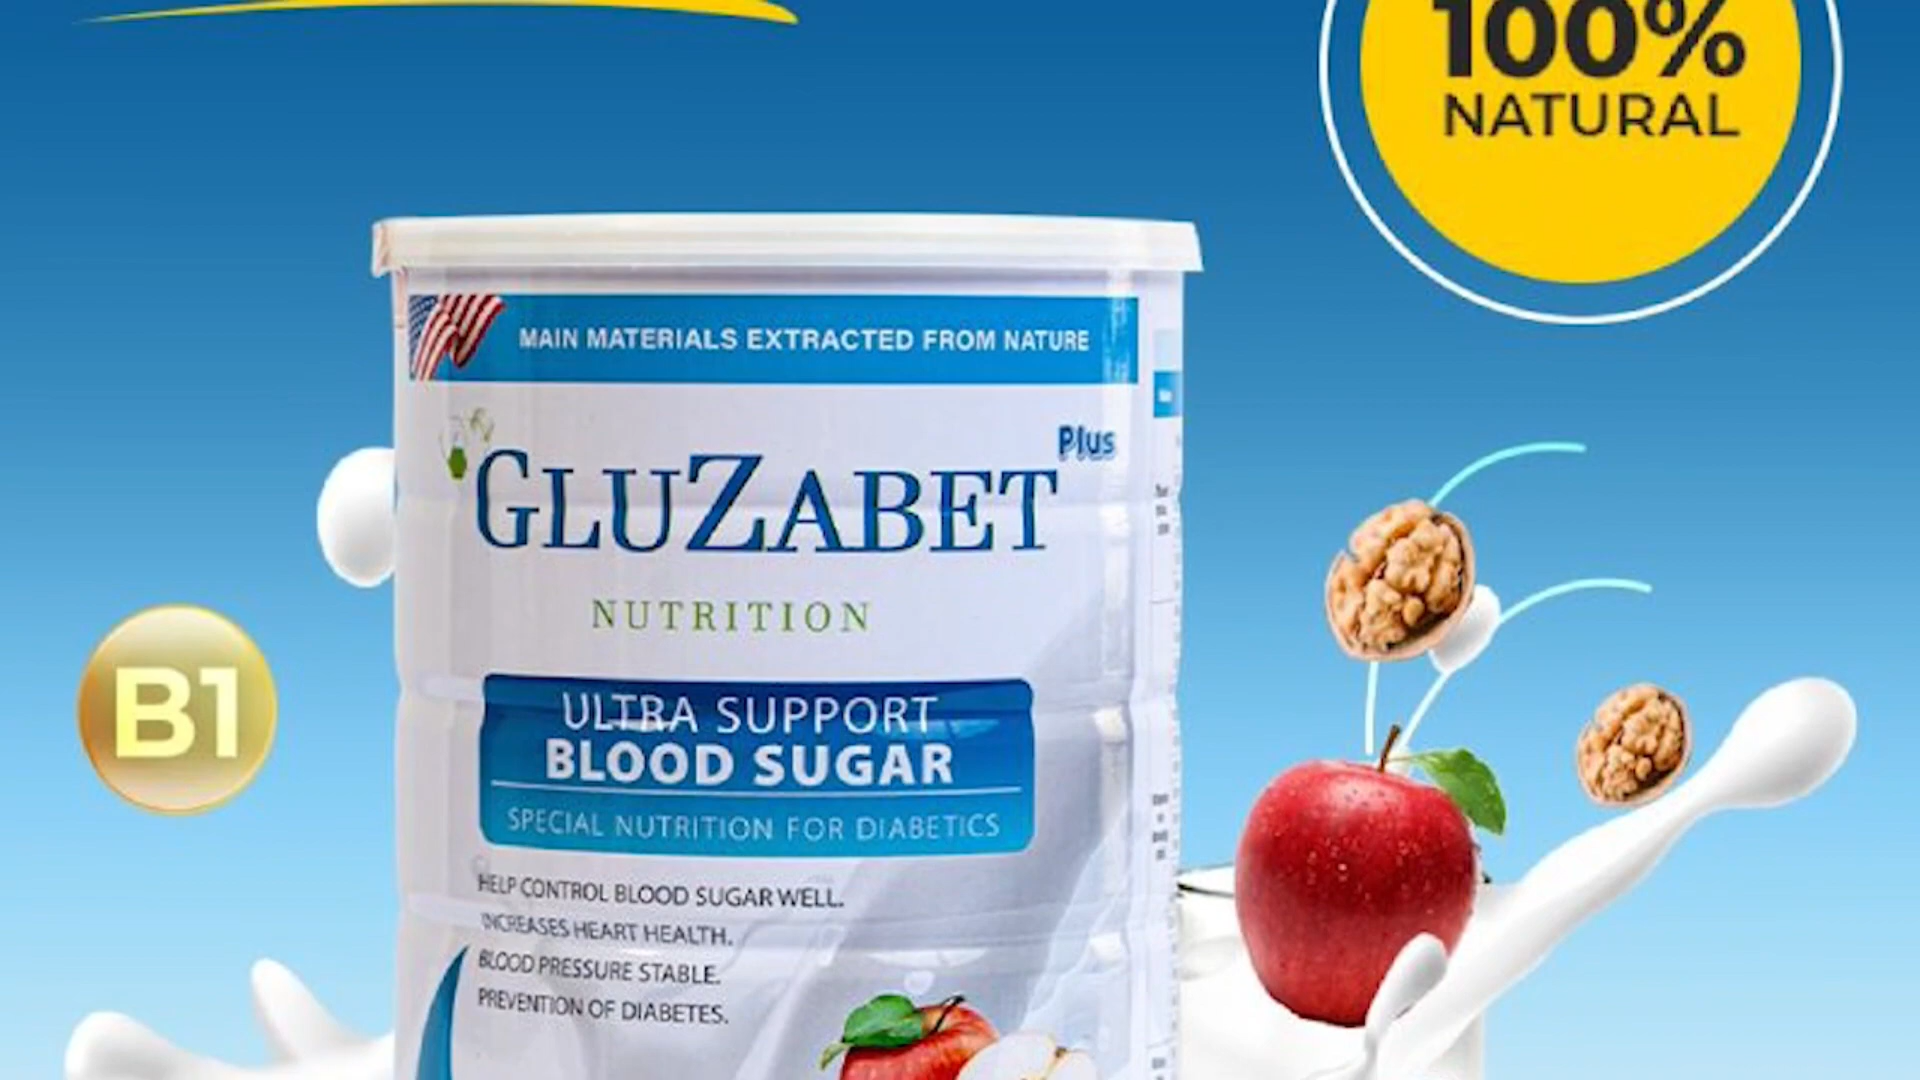 100%
NATURAL
MAIN MATERIALS EXTRACTED FROM NATURE
GLUZABET Plus
NUTRITION
B1
ULTRA SUPPORT
BLOOD SUGAR
SPECIAL NUTRITION FOR DIABETICS
HELP CONTROL BLOOD SUGAR WELL.
INCREASES HEART HEALTH.
BLOOD PRESSURE STABLE.
PREVENTION OF DIABETES.